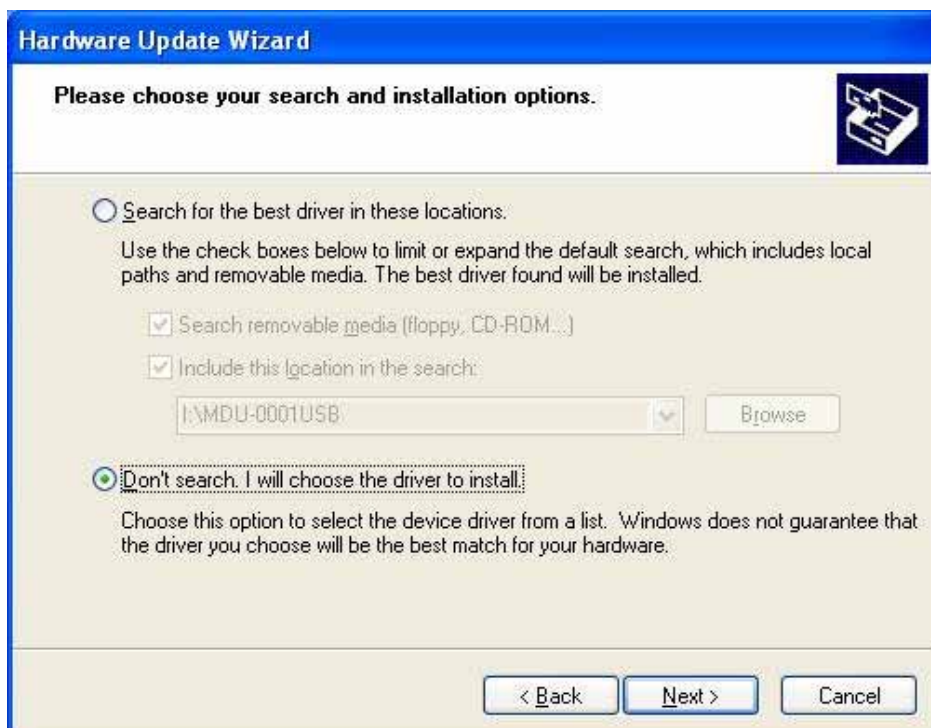 Hardware Update Wizard
Please choose your search and installation options.
Search for the best driver in these locations.
Use the check boxes below to limit or expand the default search, which includes local
paths and removable media. The best driver found will be installed.
Search removable media (floppy, CD-ROM...)
Include this location in the search:
I:\MDU-0001USB
Browse
Don't search. I will choose the driver to install.
Choose this option to select the device driver from a list. Windows does not guarantee that
the driver you choose will be the best match for your hardware.
< Back
Next >
Cancel